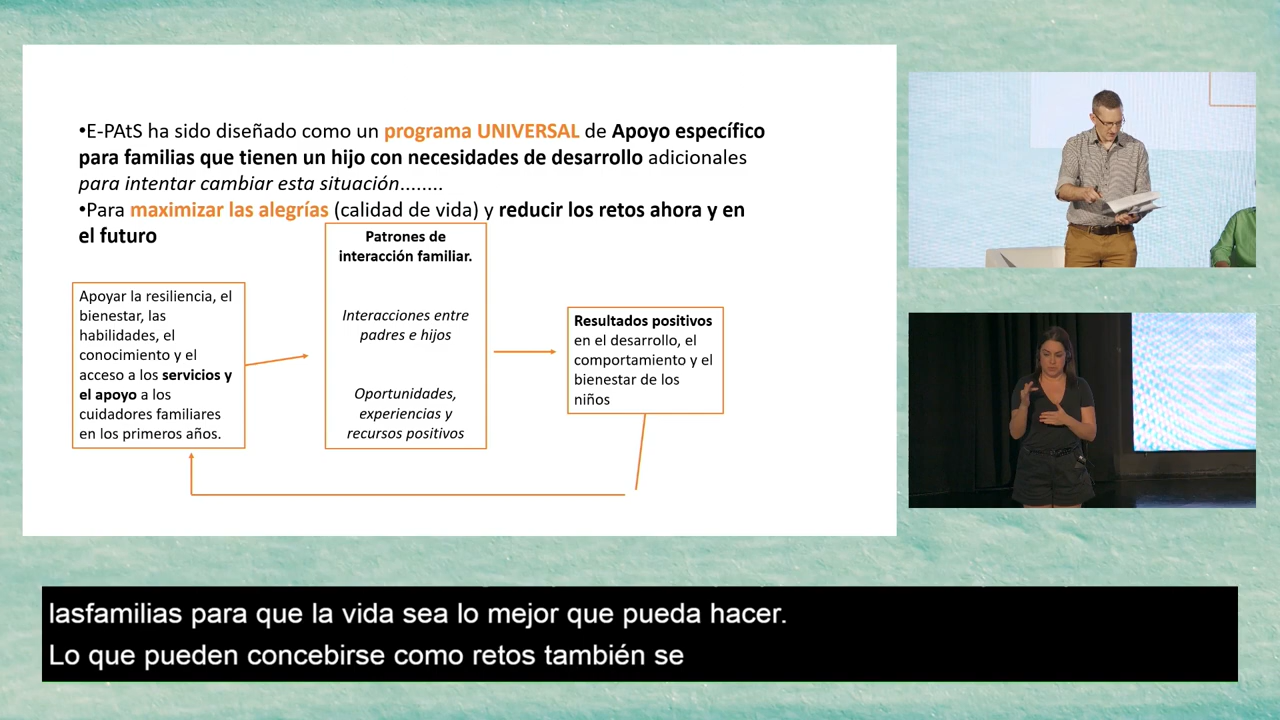 •E-PAtS ha sido diseñado como un programa UNIVERSAL de Apoyo específico
para familias que tienen un hijo con necesidades de desarrollo adicionales
para intentar cambiar esta situación........
•Para maximizar las alegrías (calidad de vida) y reducir los retos ahora y en
el futuro
Apoyar la resiliencia, el
bienestar, las
habilidades, el
conocimiento y el
acceso a los servicios y
el apoyo a los
cuidadores familiares
en los primeros años.
Patrones de
interacción familiar.
Interacciones entre
padres e hijos
Oportunidades,
experiencias y
recursos positivos
Resultados positivos
en el desarrollo, el
comportamiento y el
bienestar de los
niños
lasfamilias para que la vida sea lo mejor que pueda hacer.
Lo que pueden concebirse como retos también se